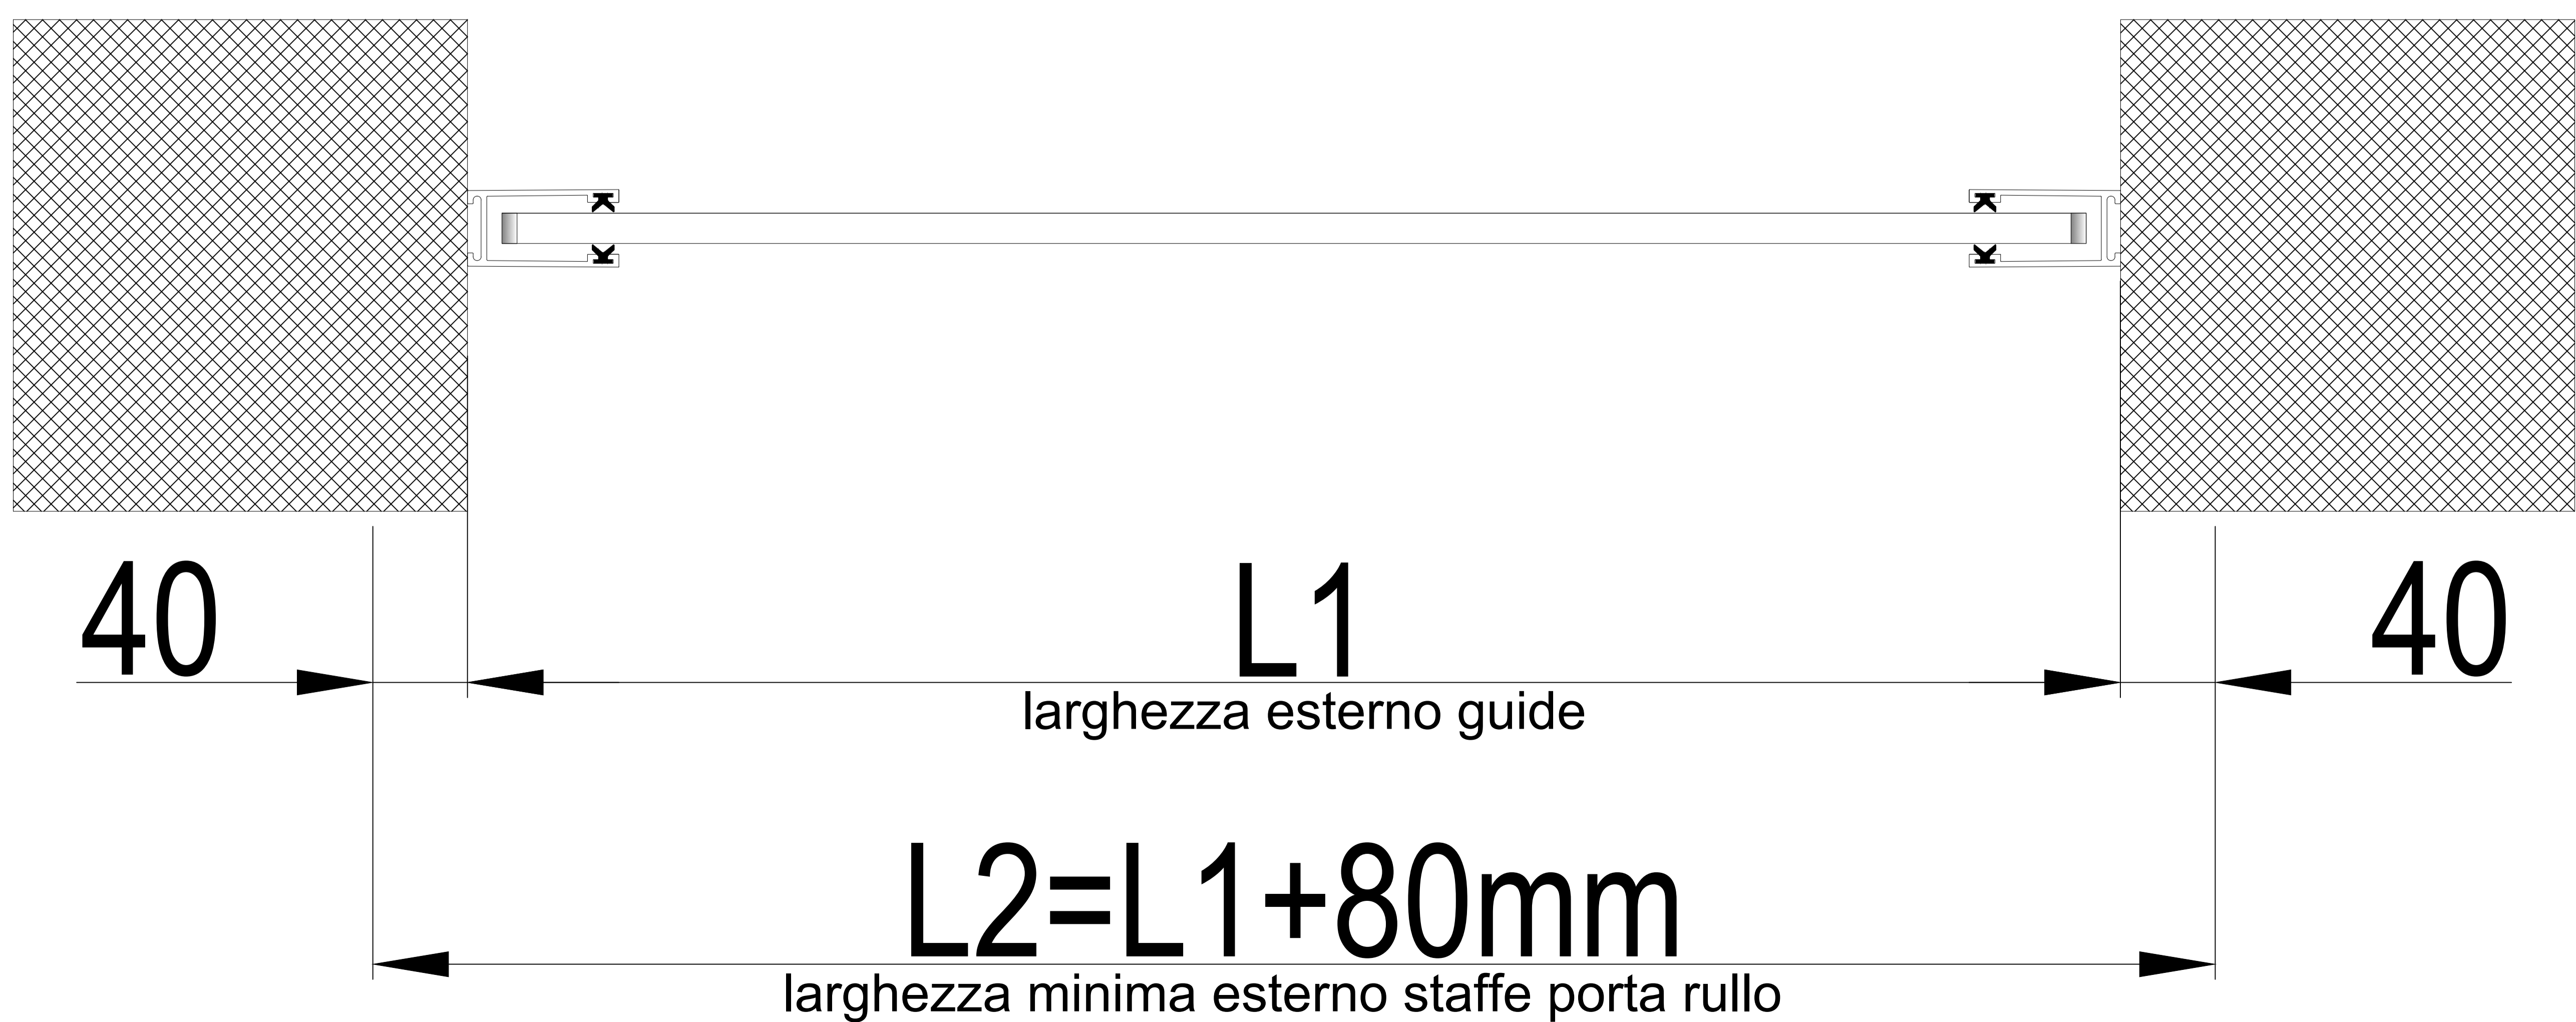 40
L1
40
larghezza esterno guide
L2=L1+80mm
larghezza minima esterno staffe porta rullo